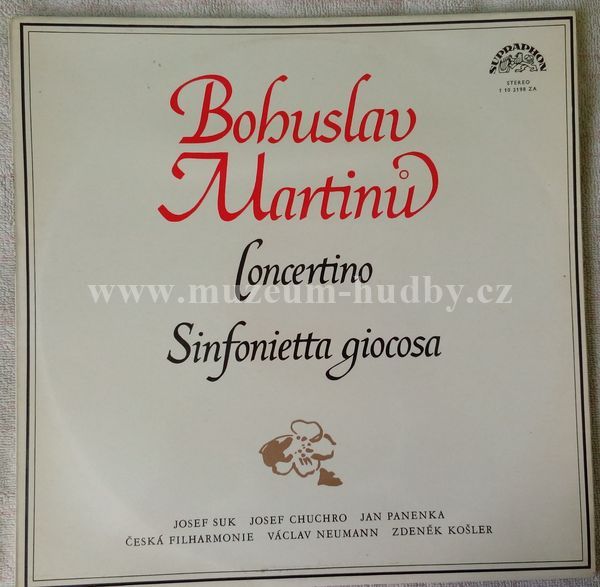 SUPRAPHON
STEREO
1 10 2198 ZA
Bohuslav
Martinů
Concertino
www.muzeum-hudby.cz
Sinfonietta giocosa
JOSEF SUK JOSEF CHUCHRO JAN PANENKA
ČESKÁ FILHARMONIE VÁCLAV NEUMANN ZDENĚK KOŠLER